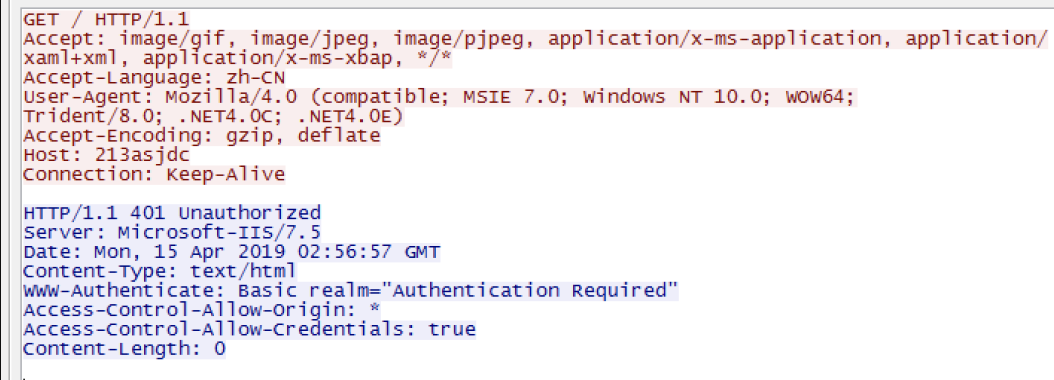 GET / HTTP/1.1
Accept: image/gif, image/jpeg, image/pjpeg, application/x-ms-application, application/
xaml+xml, application/x-ms-xbap, */*
Accept-Language: zh-CN
User-Agent: Mozilla/4.0 (compatible; MSIE 7.0; Windows NT 10.0; WOW64;
Trident/8.0; .NET4.0C; .NET4.0E)
Accept-Encoding: gzip, deflate
Host: 213asjdc
Connection: Keep-Alive
HTTP/1.1 401 Unauthorized
Server: Microsoft-IIS/7.5
Date: Mon, 15 Apr 2019 02:56:57 GMT
Content-Type: text/html
WWW-Authenticate: Basic realm="Authentication Required"
Access-Control-Allow-Origin: *
Access-Control-Allow-Credentials: true
Content-Length: 0